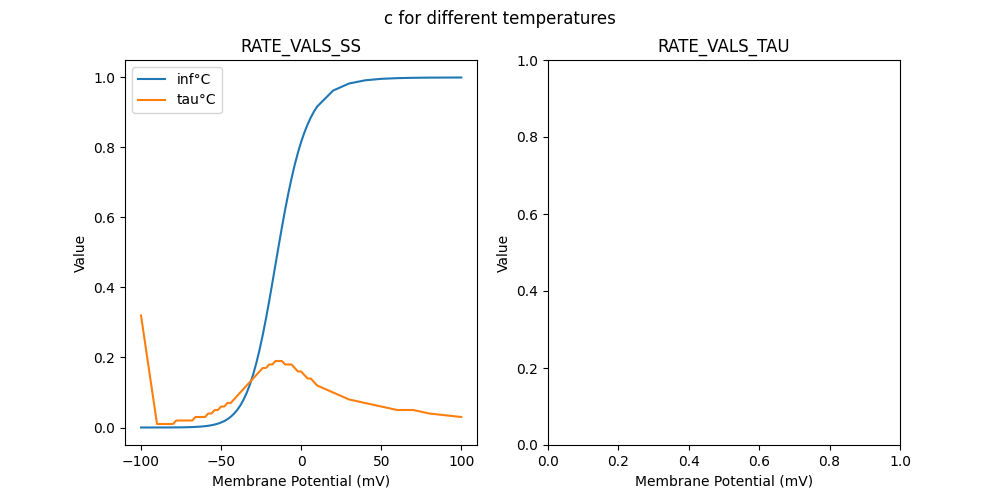 c for different temperatures
RATE_VALS_SS
inf°C
tau°C
Value
1.0
0.8
0.6
0.4
0.2
0.0
−100
−50
0
50
100
Membrane Potential (mV)
RATE_VALS_TAU
Value
1.0
0.8
0.6
0.4
0.2
0.0
0.0
0.2
0.4
0.6
0.8
1.0
Membrane Potential (mV)